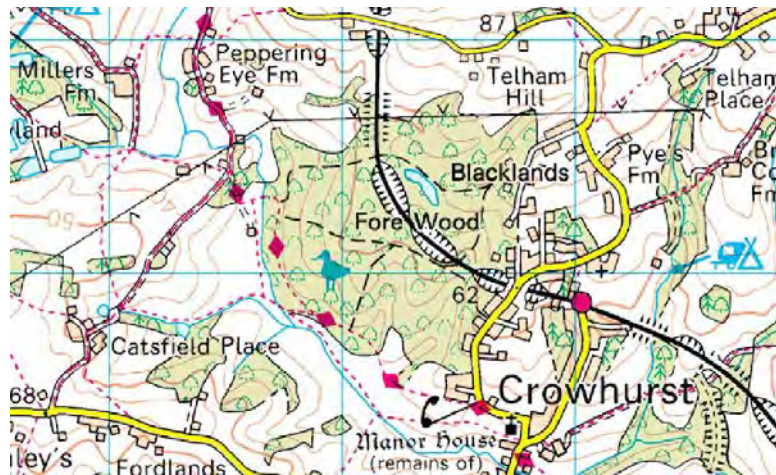 87
Peppering
Eye Fm
Millers
Fm
Telham
Hill
Telham
Place
Blacklands
Pye's
Fm
Fore Wood
50
62
Catsfield Place
Crowhurst
68
Manor House
(remains of)
Fordlands